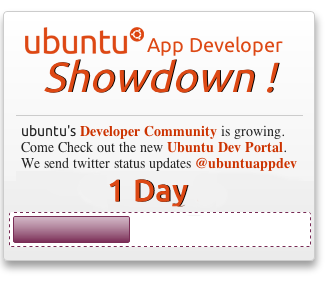 ubuntu App Developer
Showdown !
ubuntu's Developer Community is growing.
Come Check out the new Ubuntu Dev Portal.
We send twitter status updates @ubuntuappdev
1 Day